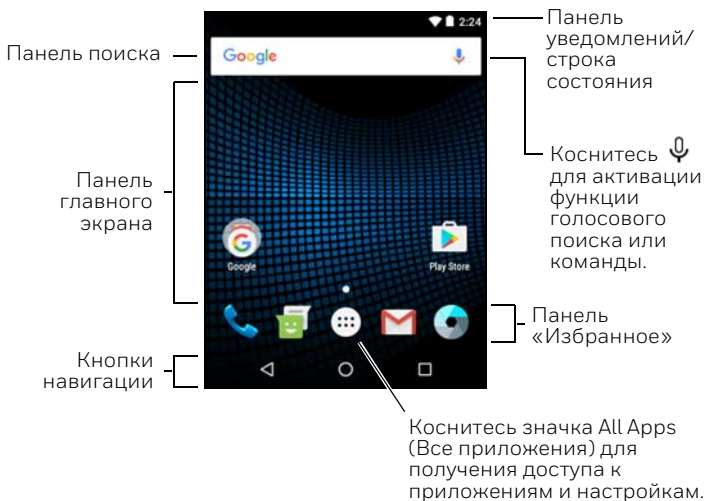 2:24
Панель
уведомлений/
строка
состояния
Панель поиска
Google
Коснитесь
для активации
функции
голосового
поиска или
команды.
Панель
главного
экрана
Google
Play Store
Панель
«Избранное»
Кнопки
навигации
Коснитесь значка All Apps
(Все приложения) для
получения доступа к
приложениям и настройкам.